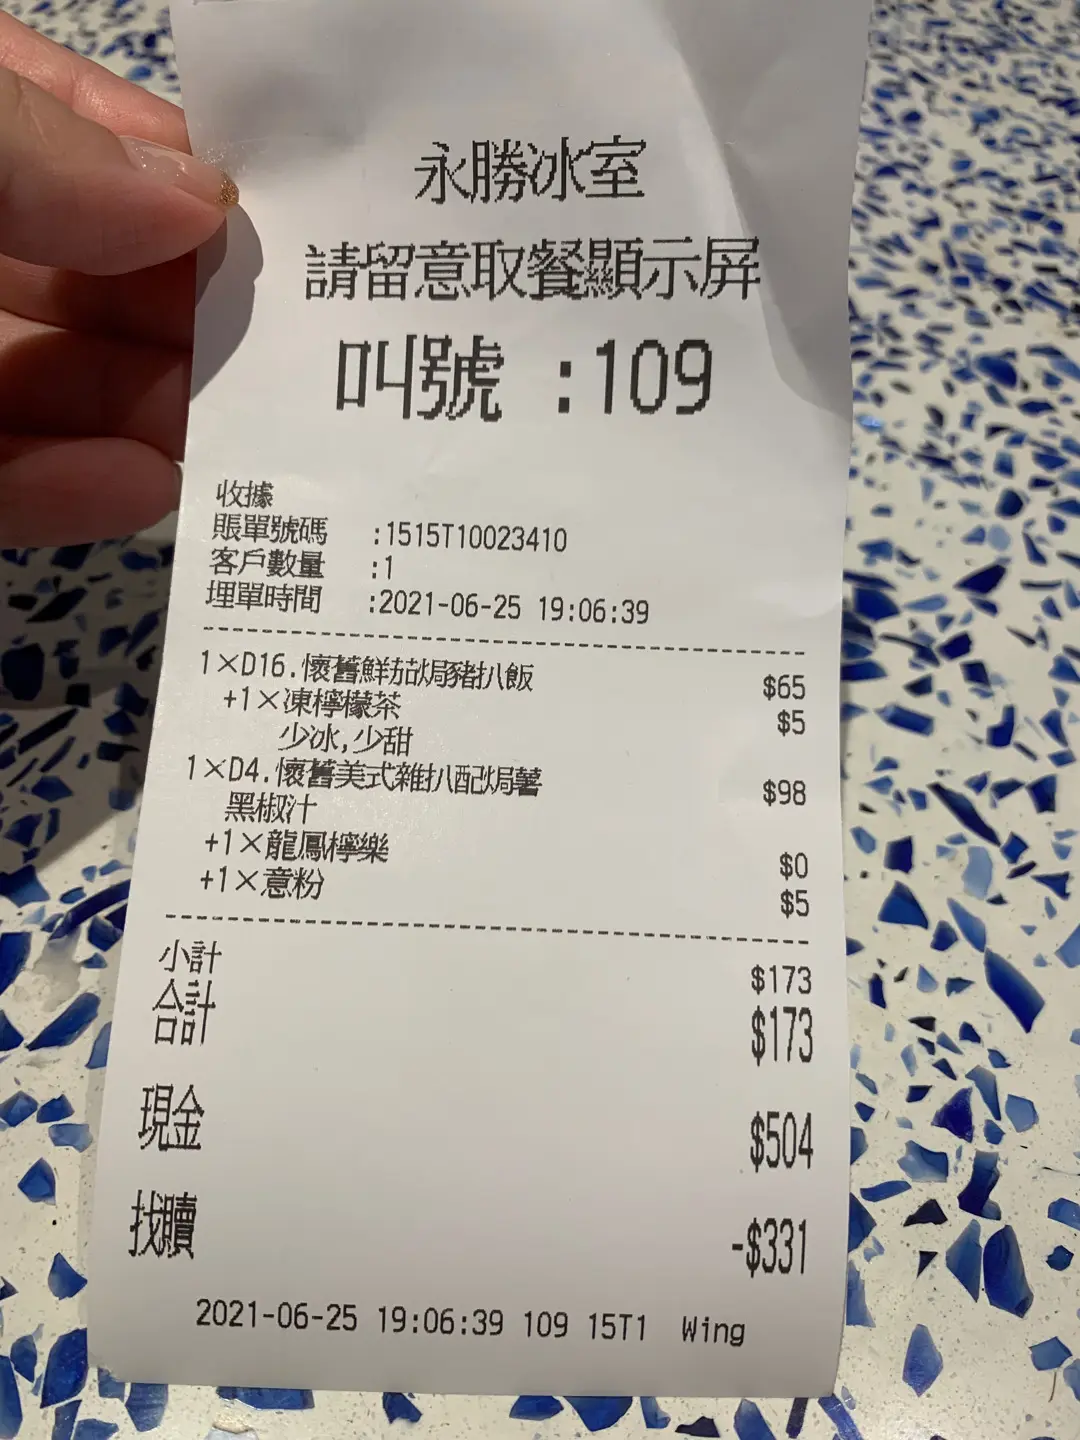 永勝冰室
請留意取餐顯示屏
叫號 :109
收據
賬單號碼 :1515T10023410
客戶數量 :1
埋單時間 :2021-06-25 19:06:39
1×D16.懷舊鮮茄焗豬扒飯 $65
+1×凍檸檬茶 $5
少冰,少甜
1×D4.懷舊美式雜扒配焗薯 $98
黑椒汁
+1×龍鳳檸樂 $0
+1×意粉 $5
小計 $173
合計 $173
現金 $504
找贖 -$331
2021-06-25 19:06:39 109 15T1 Wing